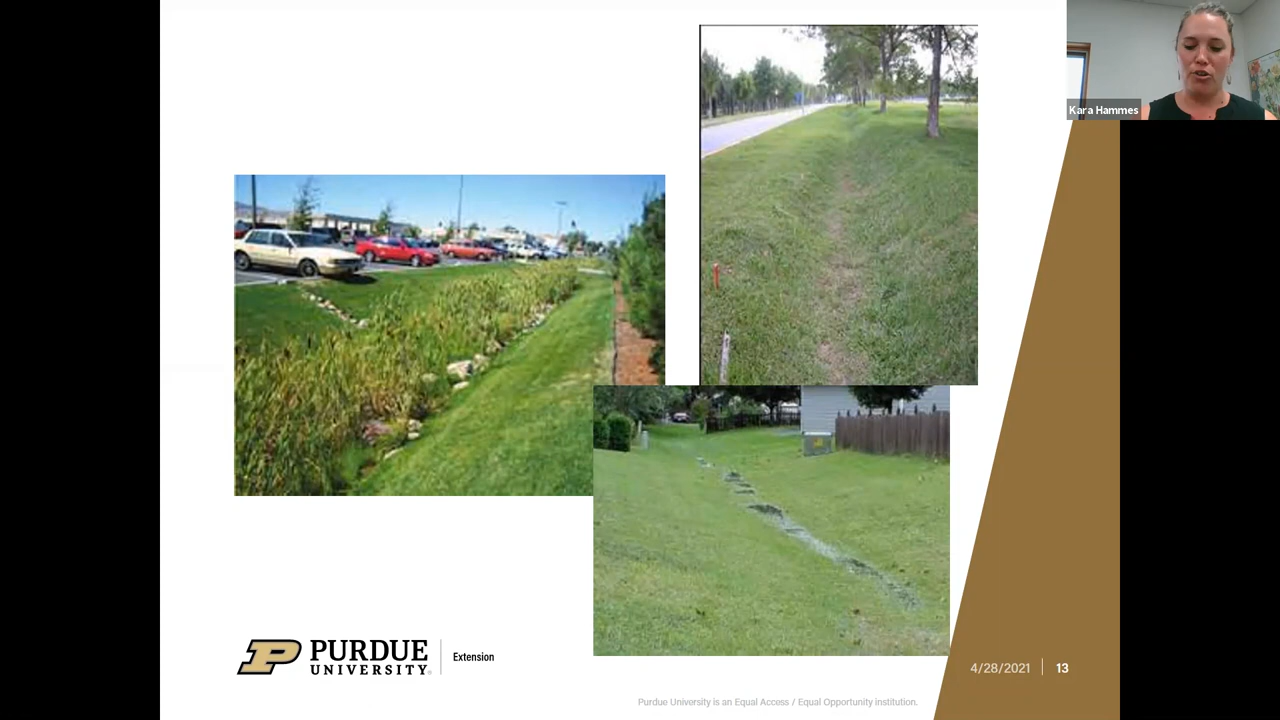 Kara Hammes
PURDUE
UNIVERSITY®
Extension
4/28/2021
13
Purdue University is an Equal Access / Equal Opportunity institution.